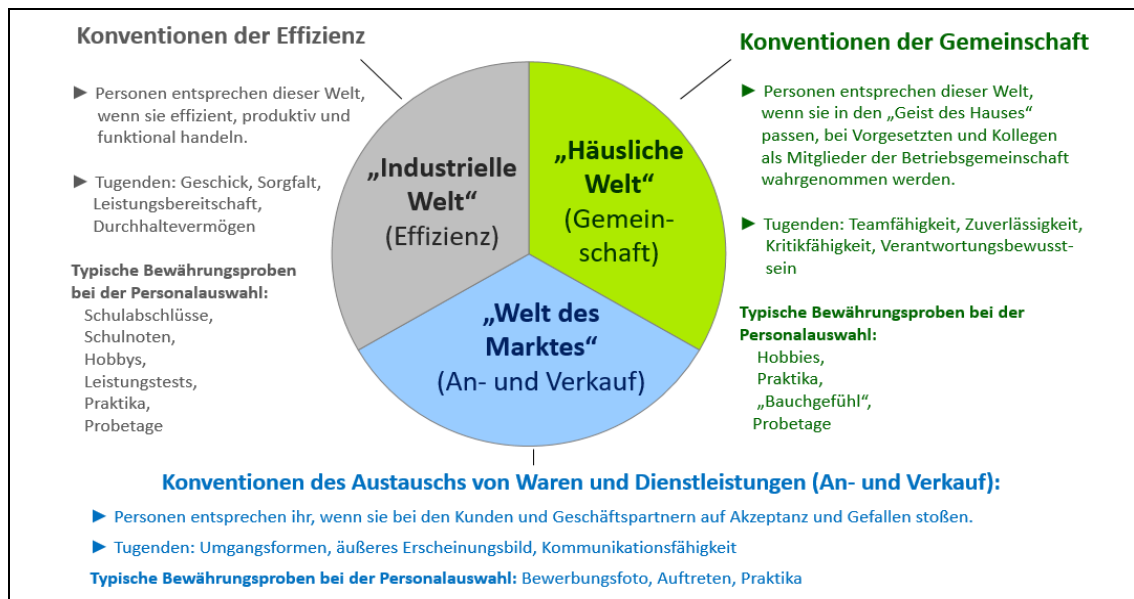 Konventionen der Effizienz
► Personen entsprechen dieser Welt,
wenn sie effizient, produktiv und
funktional handeln.
► Tugenden: Geschick, Sorgfalt,
Leistungsbereitschaft,
Durchhaltevermögen
Typische Bewährungsproben
bei der Personalauswahl:
Schulabschlüsse,
Schulnoten,
Hobbys,
Leistungstests,
Praktika,
Probetage
„Industrielle
Welt“
(Effizienz)
„Häusliche
Welt“
(Gemein-
schaft)
„Welt des
Marktes“
(An- und Verkauf)
Konventionen der Gemeinschaft
► Personen entsprechen dieser Welt,
wenn sie in den „Geist des Hauses“
passen, bei Vorgesetzten und Kollegen
als Mitglieder der Betriebsgemeinschaft
wahrgenommen werden.
► Tugenden: Teamfähigkeit, Zuverlässigkeit,
Kritikfähigkeit, Verantwortungsbewusst-
sein
Typische Bewährungsproben bei der
Personalauswahl:
Hobbies,
Praktika,
„Bauchgefühl“,
Probetage
Konventionen des Austauschs von Waren und Dienstleistungen (An- und Verkauf):
► Personen entsprechen ihr, wenn sie bei den Kunden und Geschäftspartnern auf Akzeptanz und Gefallen stoßen.
► Tugenden: Umgangsformen, äußeres Erscheinungsbild, Kommunikationsfähigkeit
Typische Bewährungsproben bei der Personalauswahl: Bewerbungsfoto, Auftreten, Praktika